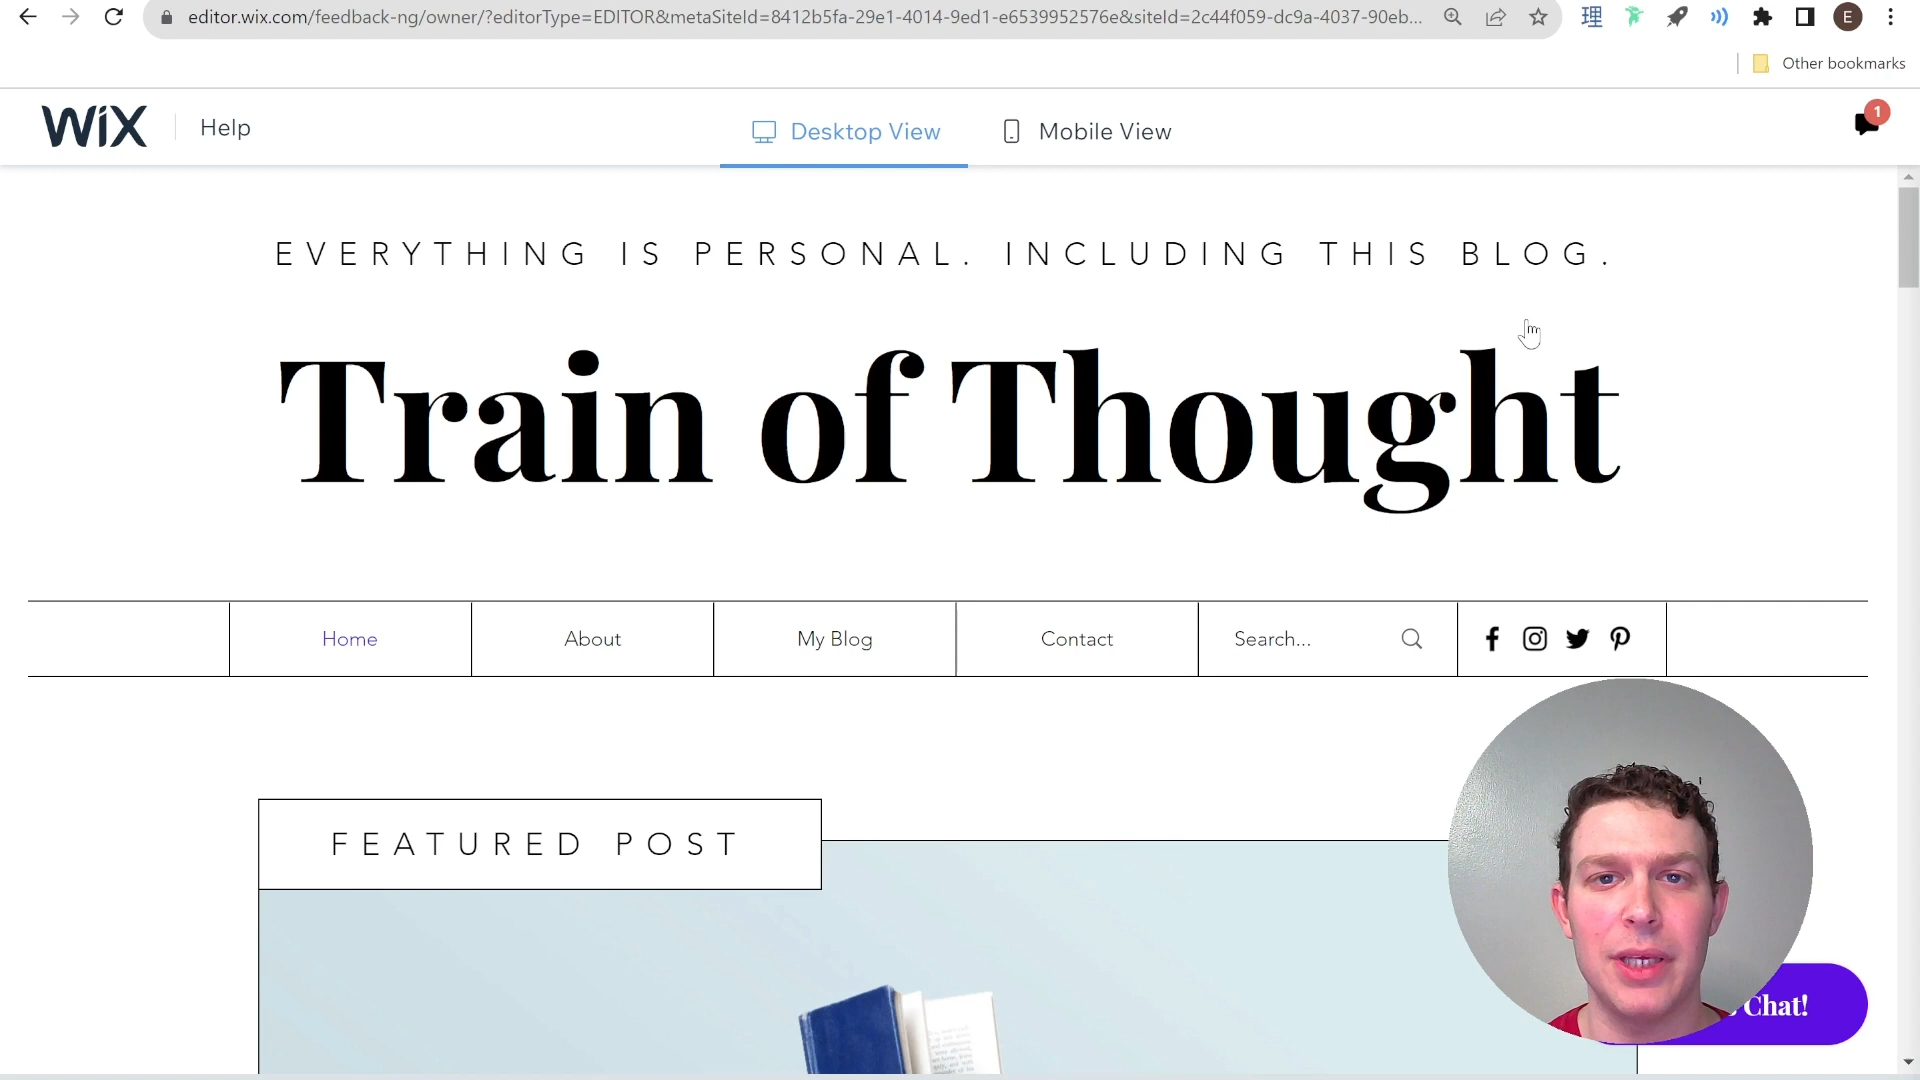 editor.wix.com/feedback-ng/owner/?editorType=EDITOR&metaSiteId=8412b5fa-29e1-4014-9ed1-e6539952576e&siteId=2c44f059-dc9a-4037-90eb...
理
E
Other bookmarks
WiX
Help
Desktop View
Mobile View
1
EVERYTHING IS PERSONAL. INCLUDING THIS BLOG.
Train of Thought
Home
About
My Blog
Contact
Search...
FEATURED POST
Chat!